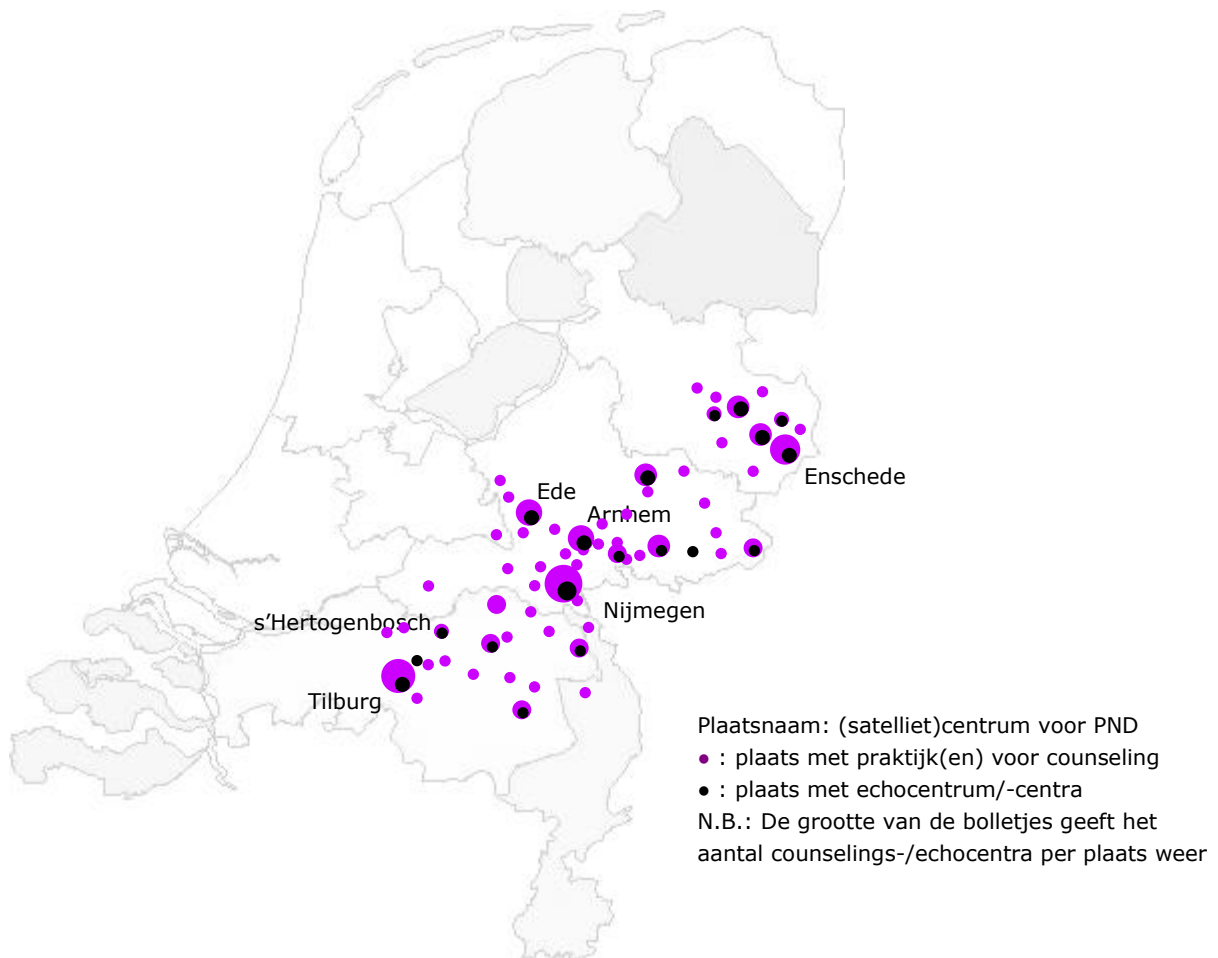 Enschede
Ede
Arnhem
Nijmegen
s'Hertogenbosch
Tilburg
Plaatsnaam: (satelliet)centrum voor PND
● : plaats met praktijk(en) voor counseling
● : plaats met echocentrum/-centra
N.B.: De grootte van de bolletjes geeft het
aantal counselings-/echocentra per plaats weer